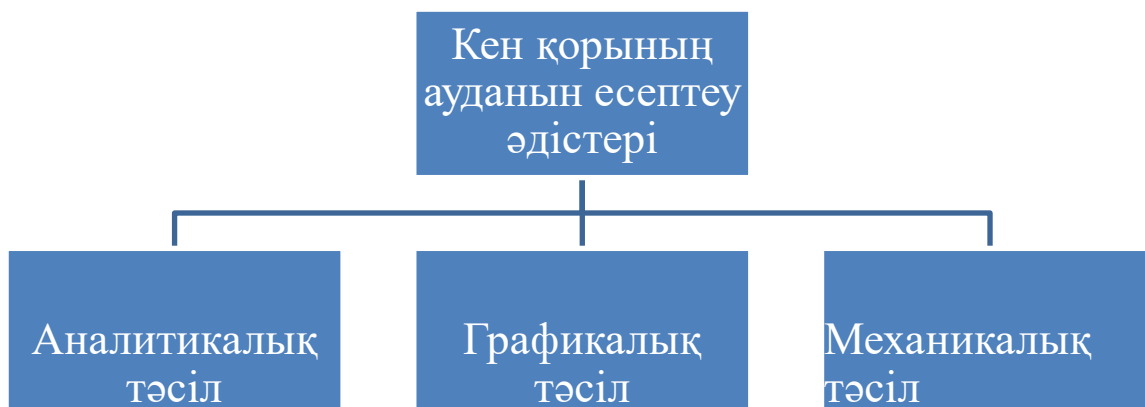 Кен қорының
ауданын есептеу
әдістері
Аналитикалық
тәсіл
Графикалық
тәсіл
Механикалық
тәсіл